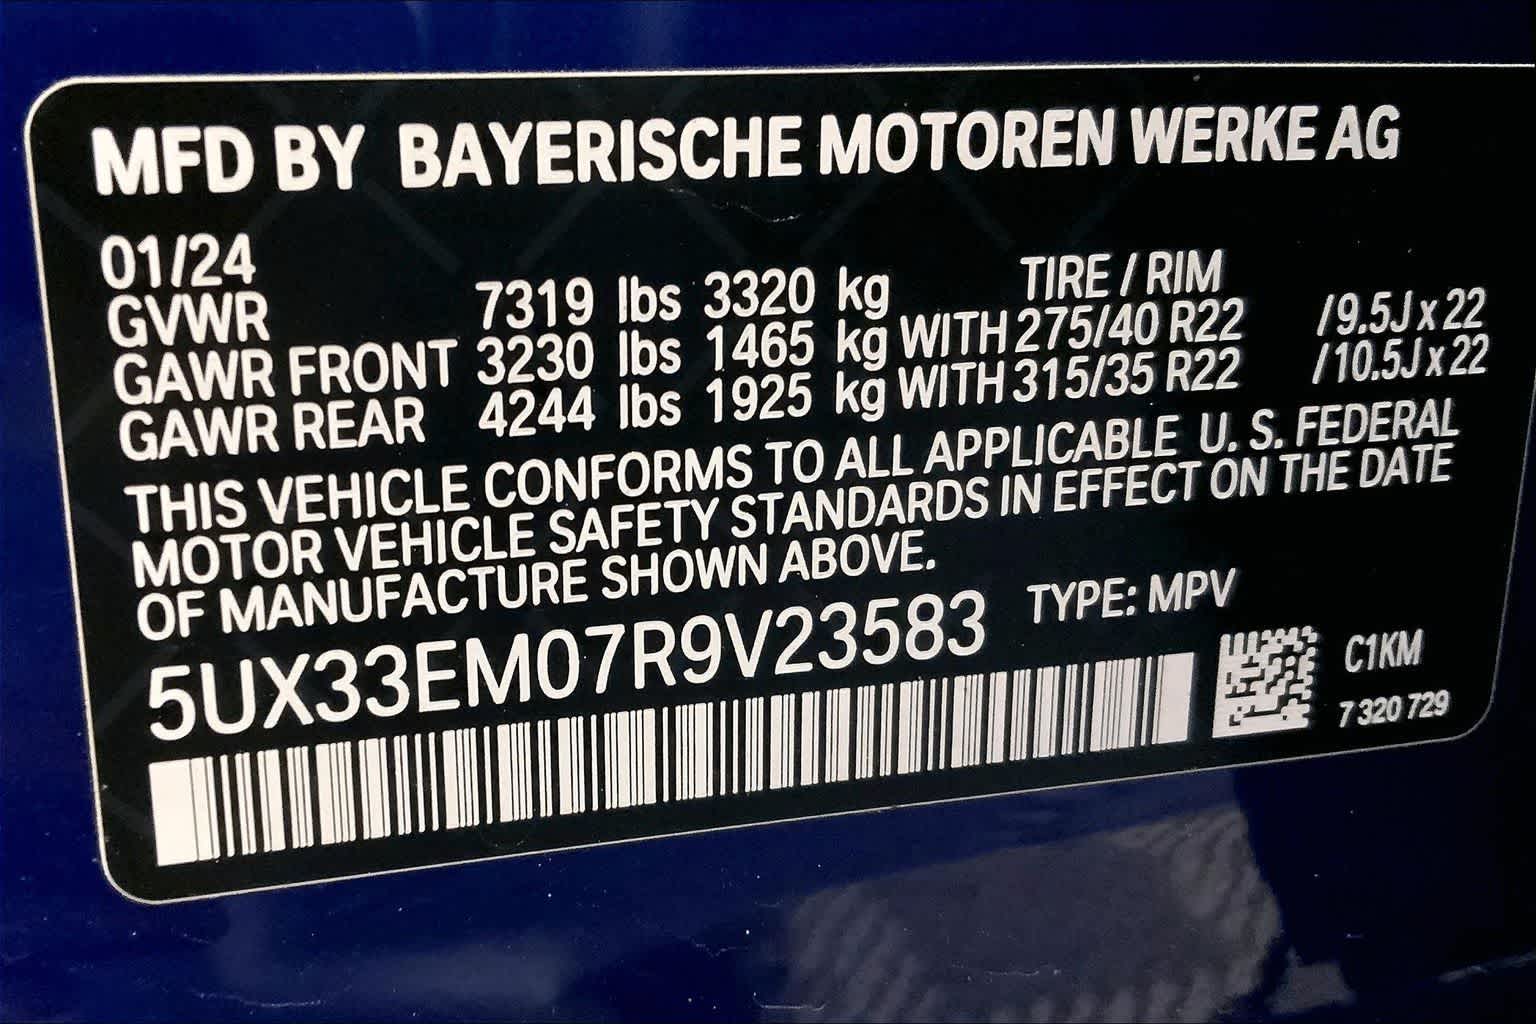 MFD BY BAYERISCHE MOTOREN WERKE AG
01/24 TIRE / RIM
GVWR 7319 lbs 3320 kg
GAWR FRONT 3230 lbs 1465 kg WITH 275/40 R22 /9.5J x 22
GAWR REAR 4244 lbs 1925 kg WITH 315/35 R22 /10.5J x 22
THIS VEHICLE CONFORMS TO ALL APPLICABLE U. S. FEDERAL
MOTOR VEHICLE SAFETY STANDARDS IN EFFECT ON THE DATE
OF MANUFACTURE SHOWN ABOVE.
5UX33EM07R9V23583 TYPE: MPV
C1KM
7 320 729